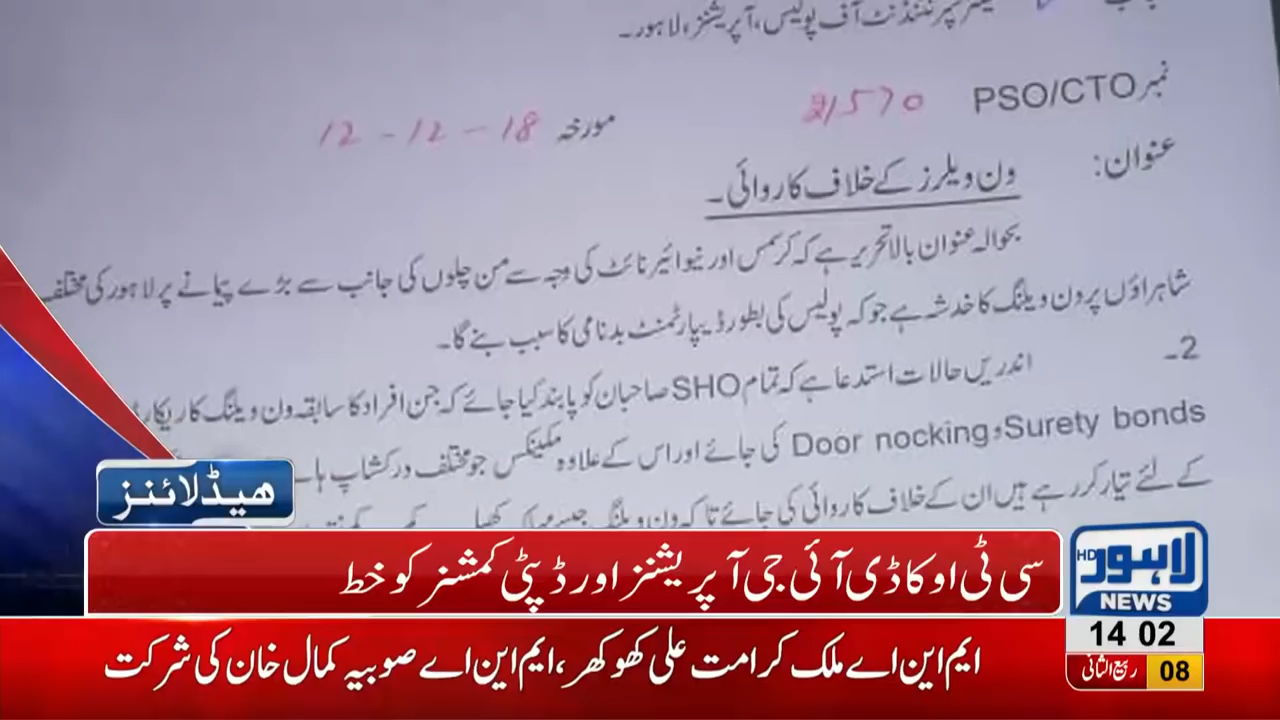 سپرنٹنڈنٹ آف پولیس، آپریشنز، لاہور۔
نمبر PSO/CTO 21570 مورخہ 12-12-18
عنوان: ون ویلرز کے خلاف کاروائی۔
بحوالہ عنوان بالا تحریر ہے کہ کرسمس اور نیوائیر نائٹ کی وجہ سے من چلوں کی جانب سے بڑے پیمانے پر لاہور کی مختلف
شاہراؤں پر ون ویلنگ کا خدشہ ہے جو کہ پولیس کی بطور ڈیپارٹمنٹ بدنامی کا سبب بنے گا۔
2۔ اندریں حالات استدعا ہے کہ تمام SHO صاحبان کو پابند کیا جائے کہ جن افراد کا سابقہ ون ویلنگ کا ریکارڈ
Surety bonds و Door nocking کی جائے اور اس کے علاوہ مکینکس جو مختلف ورکشاپ ہا
کے لئے تیار کر رہے ہیں ان کے خلاف کاروائی کی جائے تاکہ ون ویلنگ جیسے
ہیڈلائنز
سی ٹی او کا ڈی آئی جی آپریشنز اور ڈپٹی کمشنر کو خط
لاہور HD
NEWS
14 02
ایم این اے ملک کرامت علی کھوکھر ، ایم این اے صوبیہ کمال خان کی شرکت
08 ربیع الثانی